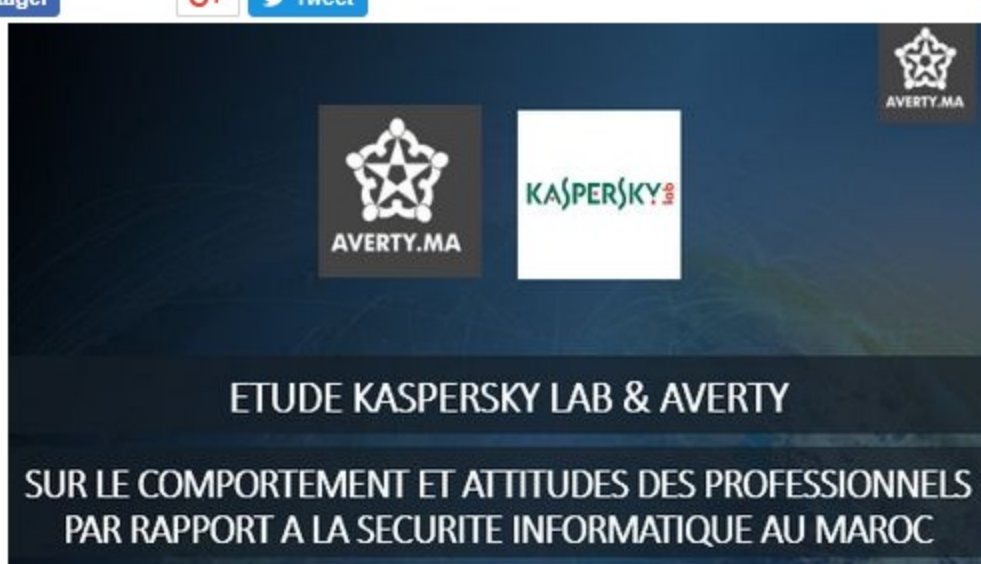 Tweet
AVERTY.MA
AVERTY.MA
KASPERSKY lab
ETUDE KASPERSKY LAB & AVERTY
SUR LE COMPORTEMENT ET ATTITUDES DES PROFESSIONNELS
PAR RAPPORT A LA SECURITE INFORMATIQUE AU MAROC